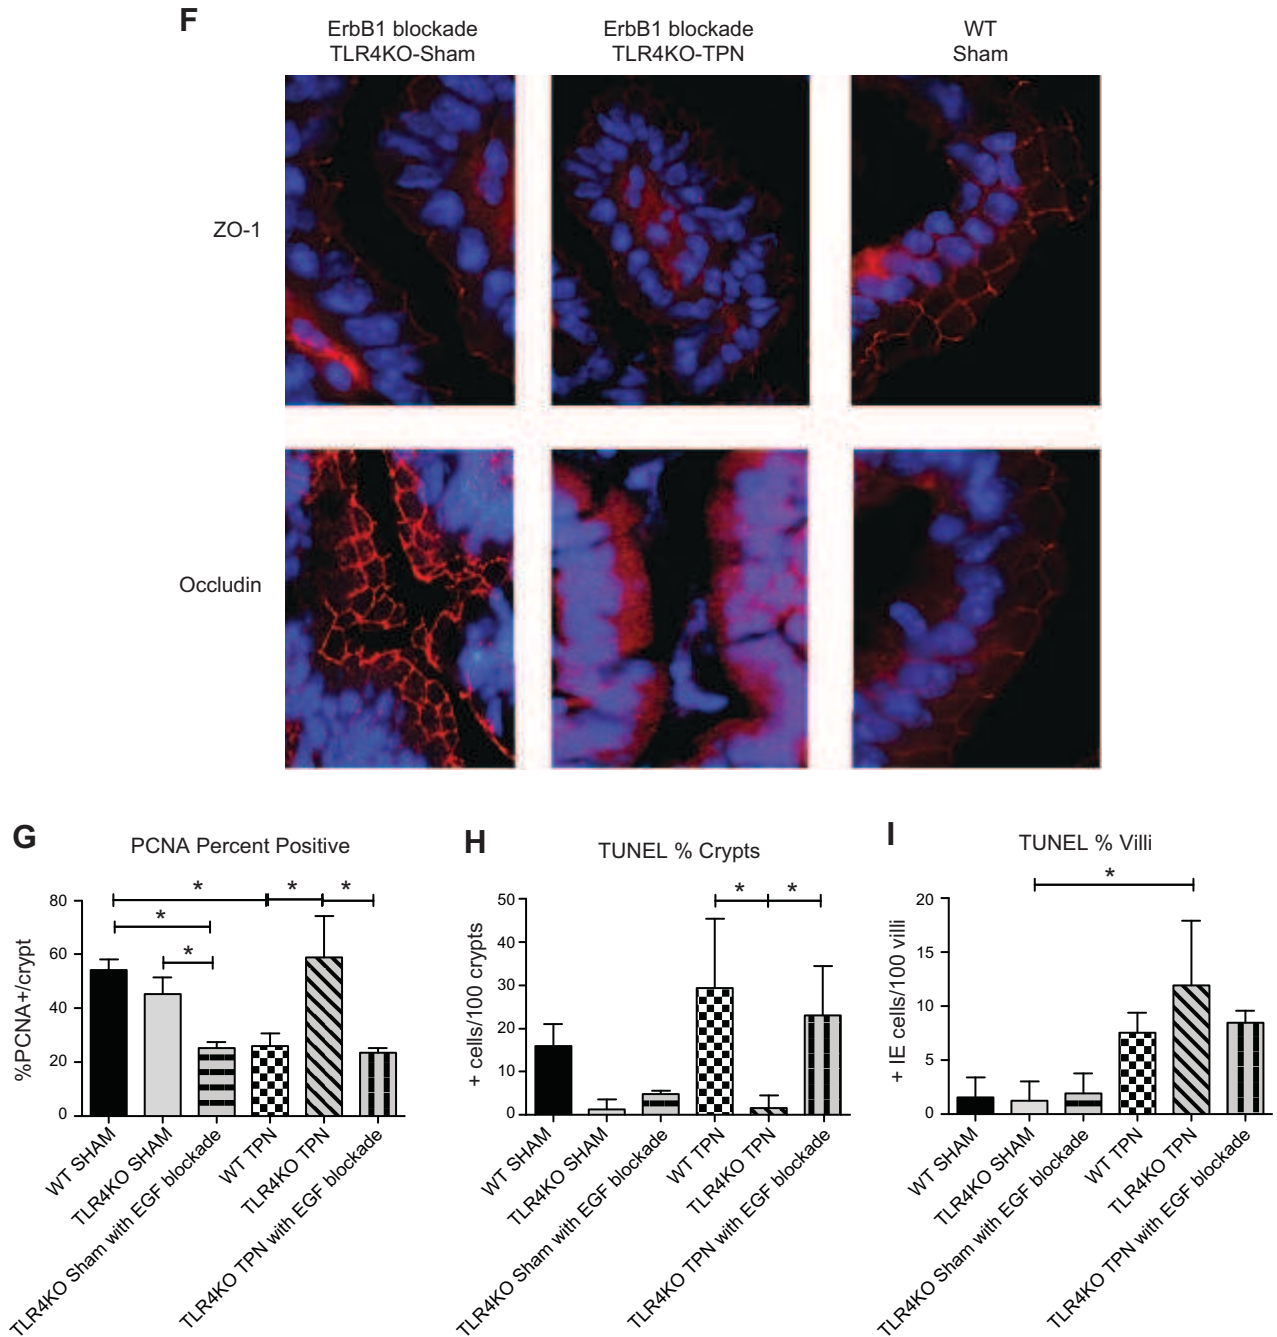 F
ErbB1 blockade
TLR4KO-Sham
ErbB1 blockade
TLR4KO-TPN
WT
Sham
ZO-1
Occludin
G
PCNA Percent Positive
%PCNA+/crypt
80
60
40
20
0
*
*
*
*
*
WT SHAM
TLR4KO SHAM
TLR4KO Sham with EGF blockade
WT TPN
TLR4KO TPN
TLR4KO TPN with EGF blockade
H
TUNEL % Crypts
+ cells/100 crypts
50
40
30
20
10
0
*
*
WT SHAM
TLR4KO SHAM
TLR4KO Sham with EGF blockade
WT TPN
TLR4KO TPN
TLR4KO TPN with EGF blockade
I
TUNEL % Villi
+ IE cells/100 villi
20
15
10
5
0
*
WT SHAM
TLR4KO SHAM
TLR4KO Sham with EGF blockade
WT TPN
TLR4KO TPN
TLR4KO TPN with EGF blockade